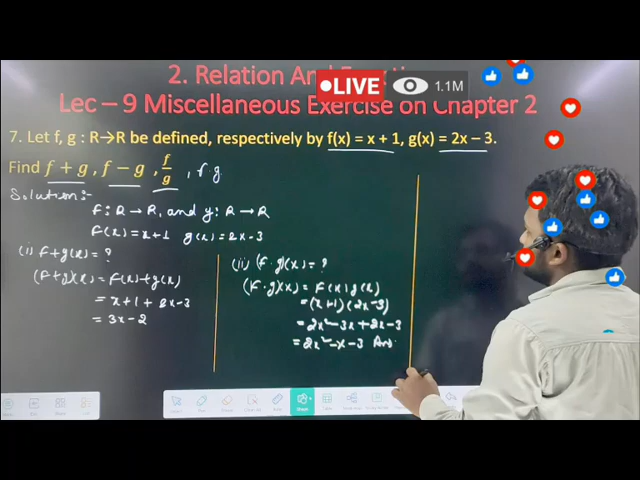 2. Relation And
LIVE 1.1M
Lec – 9 Miscellaneous Exercise on Chapter 2
7. Let f, g : R→R be defined, respectively by f(x) = x + 1, g(x) = 2x – 3.
Find f + g , f – g , f/g , f g
Solution:-
f: R → R, and g: R → R
F(x) = x+1 g(x) = 2x-3
(i) F+g(x) = ?
(F+g)(x) = F(x)+g(x)
= x+1 + 2x-3
= 3x-2
(ii) (F.g)(x) = ?
(F.g)(x) = F(x) g(x)
= (x+1) (2x-3)
= 2x²-3x+2x-3
= 2x²-x-3 Ans.